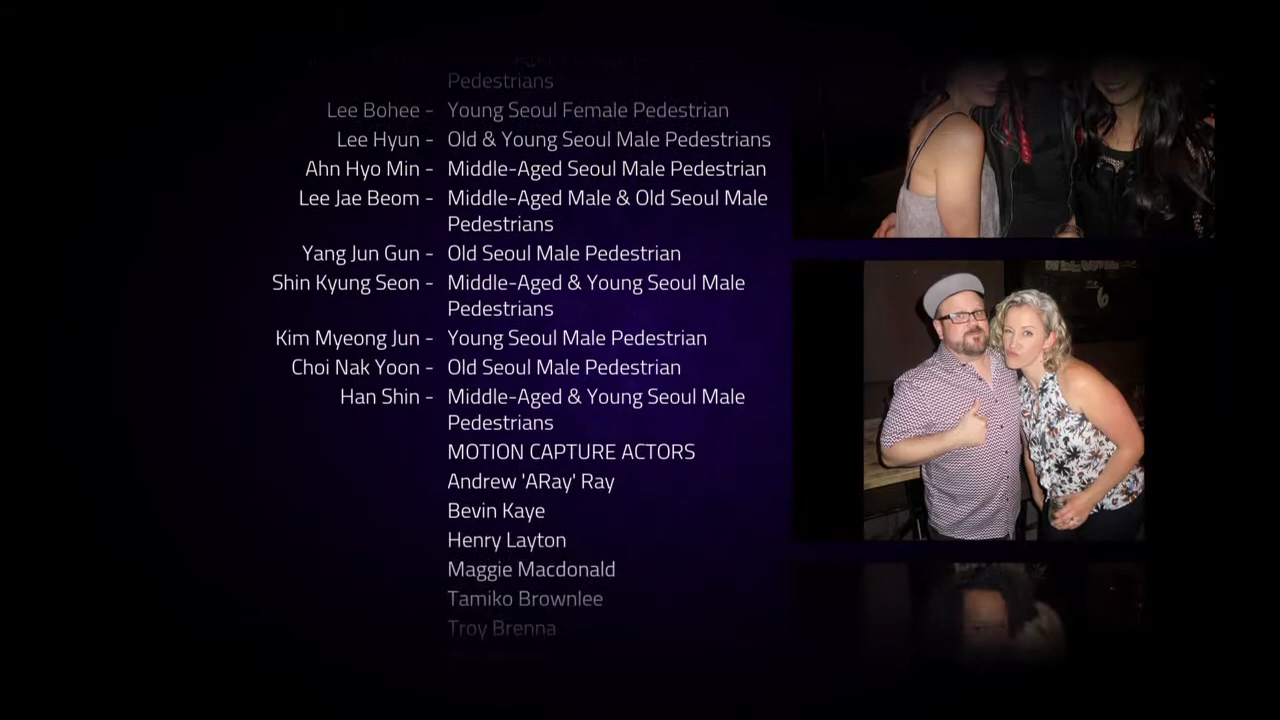 Pedestrians
Lee Bohee - Young Seoul Female Pedestrian
Lee Hyun - Old & Young Seoul Male Pedestrians
Ahn Hyo Min - Middle-Aged Seoul Male Pedestrian
Lee Jae Beom - Middle-Aged Male & Old Seoul Male
Pedestrians
Yang Jun Gun - Old Seoul Male Pedestrian
Shin Kyung Seon - Middle-Aged & Young Seoul Male
Pedestrians
Kim Myeong Jun - Young Seoul Male Pedestrian
Choi Nak Yoon - Old Seoul Male Pedestrian
Han Shin - Middle-Aged & Young Seoul Male
Pedestrians
MOTION CAPTURE ACTORS
Andrew 'ARay' Ray
Bevin Kaye
Henry Layton
Maggie Macdonald
Tamiko Brownlee
Troy Brenna